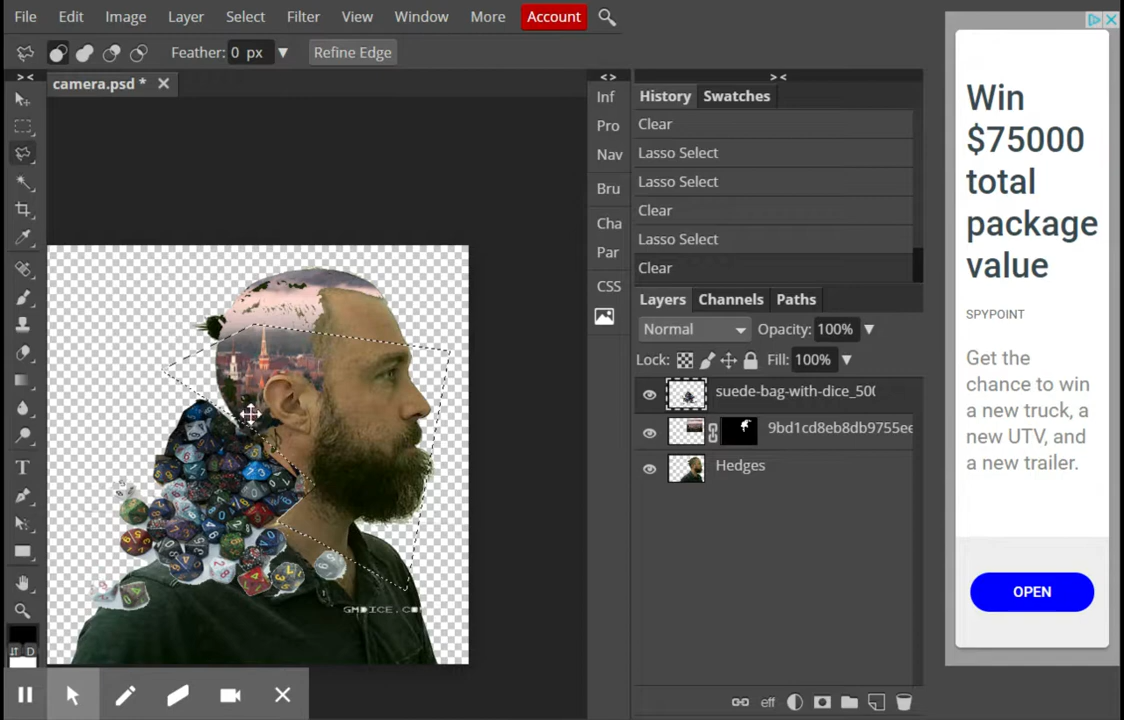 File Edit Image Layer Select Filter View Window More Account
Feather: 0 px Refine Edge
> < camera.psd * < > > <
Inf
Pro
Nav
Bru
Cha
Par
CSS
History Swatches
Clear
Lasso Select
Lasso Select
Clear
Lasso Select
Clear
Layers Channels Paths
Normal Opacity: 100%
Lock: Fill: 100%
suede-bag-with-dice_500
9bd1cd8eb8db9755ee
Hedges
GMDICE.CO
T
D
eff
Win
$75000
total
package
value
SPYPOINT
Get the
chance to win
a new truck, a
new UTV, and
a new trailer.
OPEN